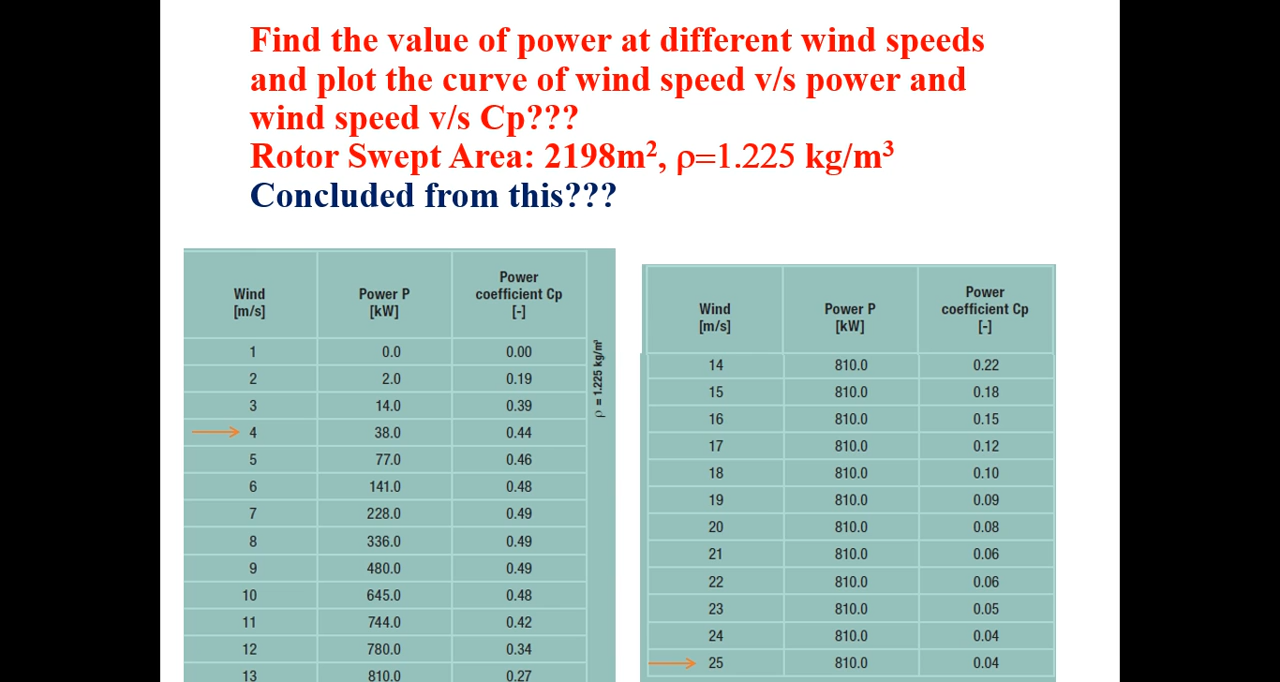 Find the value of power at different wind speeds
and plot the curve of wind speed v/s power and
wind speed v/s Cp???
Rotor Swept Area: 2198m², ρ=1.225 kg/m³
Concluded from this???
Wind [m/s] Power P [kW] Power coefficient Cp [-]
1 0.0 0.00
2 2.0 0.19
3 14.0 0.39
4 38.0 0.44
5 77.0 0.46
6 141.0 0.48
7 228.0 0.49
8 336.0 0.49
9 480.0 0.49
10 645.0 0.48
11 744.0 0.42
12 780.0 0.34
13 810.0 0.27
ρ = 1.225 kg/m³
Wind [m/s] Power P [kW] Power coefficient Cp [-]
14 810.0 0.22
15 810.0 0.18
16 810.0 0.15
17 810.0 0.12
18 810.0 0.10
19 810.0 0.09
20 810.0 0.08
21 810.0 0.06
22 810.0 0.06
23 810.0 0.05
24 810.0 0.04
25 810.0 0.04